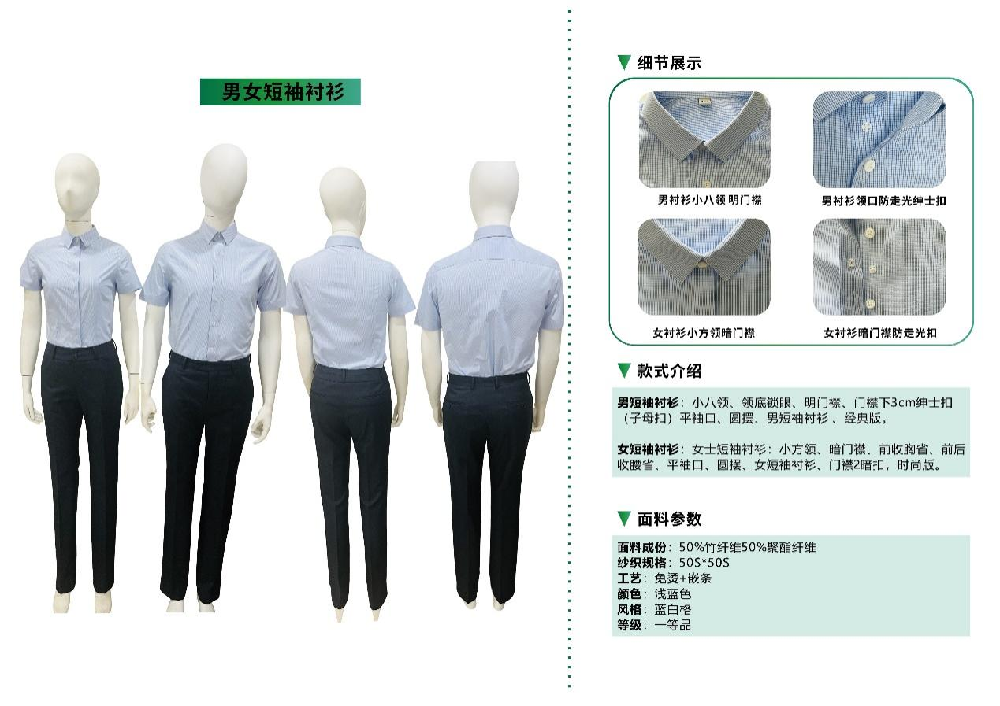 男女短袖衬衫
细节展示
男衬衫小八领 明门襟
男衬衫领口防走光绅士扣
女衬衫小方领暗门襟
女衬衫暗门襟防走光扣
款式介绍
男短袖衬衫：小八领、领底锁眼、明门襟、门襟下3cm绅士扣
（子母扣）平袖口、圆摆、男短袖衬衫 、经典版。
女短袖衬衫：女士短袖衬衫：小方领、暗门襟、前收胸省、前后
收腰省、平袖口、圆摆、女短袖衬衫、门襟2暗扣，时尚版。
面料参数
面料成份：50%竹纤维50%聚酯纤维
纱织规格：50S*50S
工艺：免烫+嵌条
颜色：浅蓝色
风格：蓝白格
等级：一等品